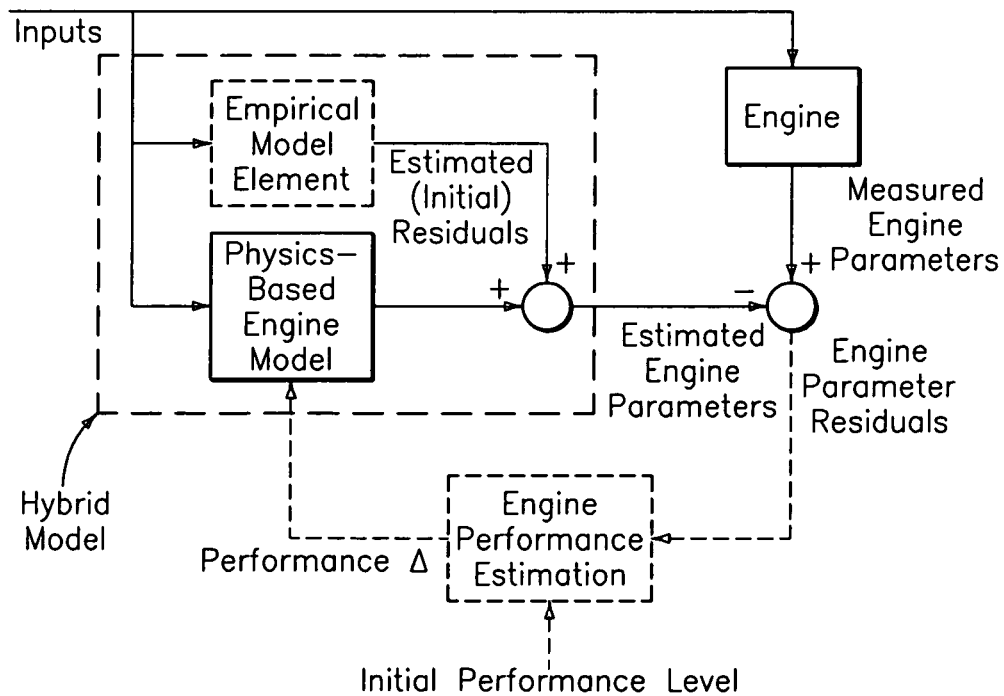 Inputs
Empirical
Model
Element
Estimated
(Initial)
Residuals
Engine
Measured
Engine
Parameters
Physics-
Based
Engine
Model
+
+
-
+
Estimated
Engine
Parameters
Engine
Parameter
Residuals
Hybrid
Model
Performance Δ
Engine
Performance
Estimation
Initial Performance Level